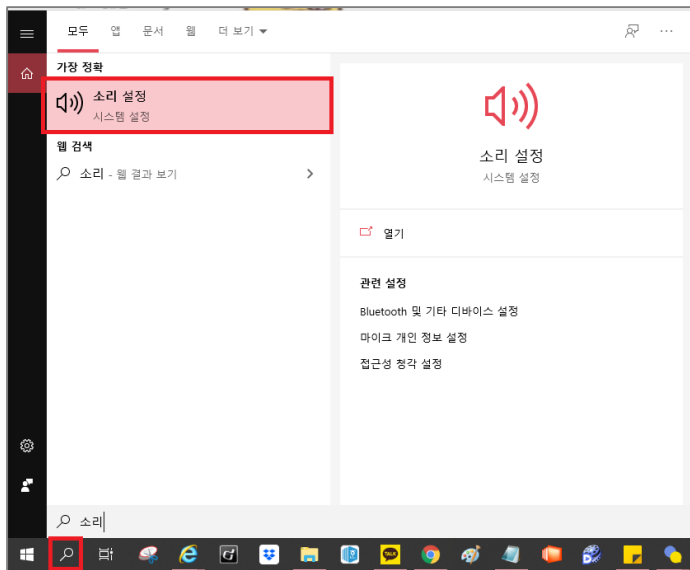 모두 앱 문서 웹 더 보기
가장 정확
소리 설정
시스템 설정
웹 검색
소리 - 웹 결과 보기
소리 설정
시스템 설정
열기
관련 설정
Bluetooth 및 기타 디바이스 설정
마이크 개인 정보 설정
접근성 청각 설정
소리
TALK